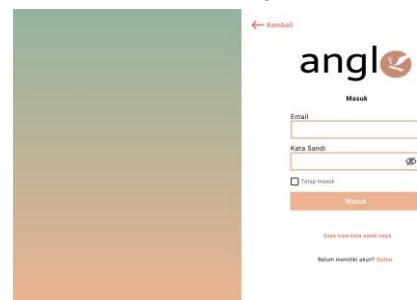 Kembali
anglo
Masuk
Email
Kata Sandi
Tetap masuk
Masuk
Saya lupa kata sandi saya
Belum memiliki akun? Daftar